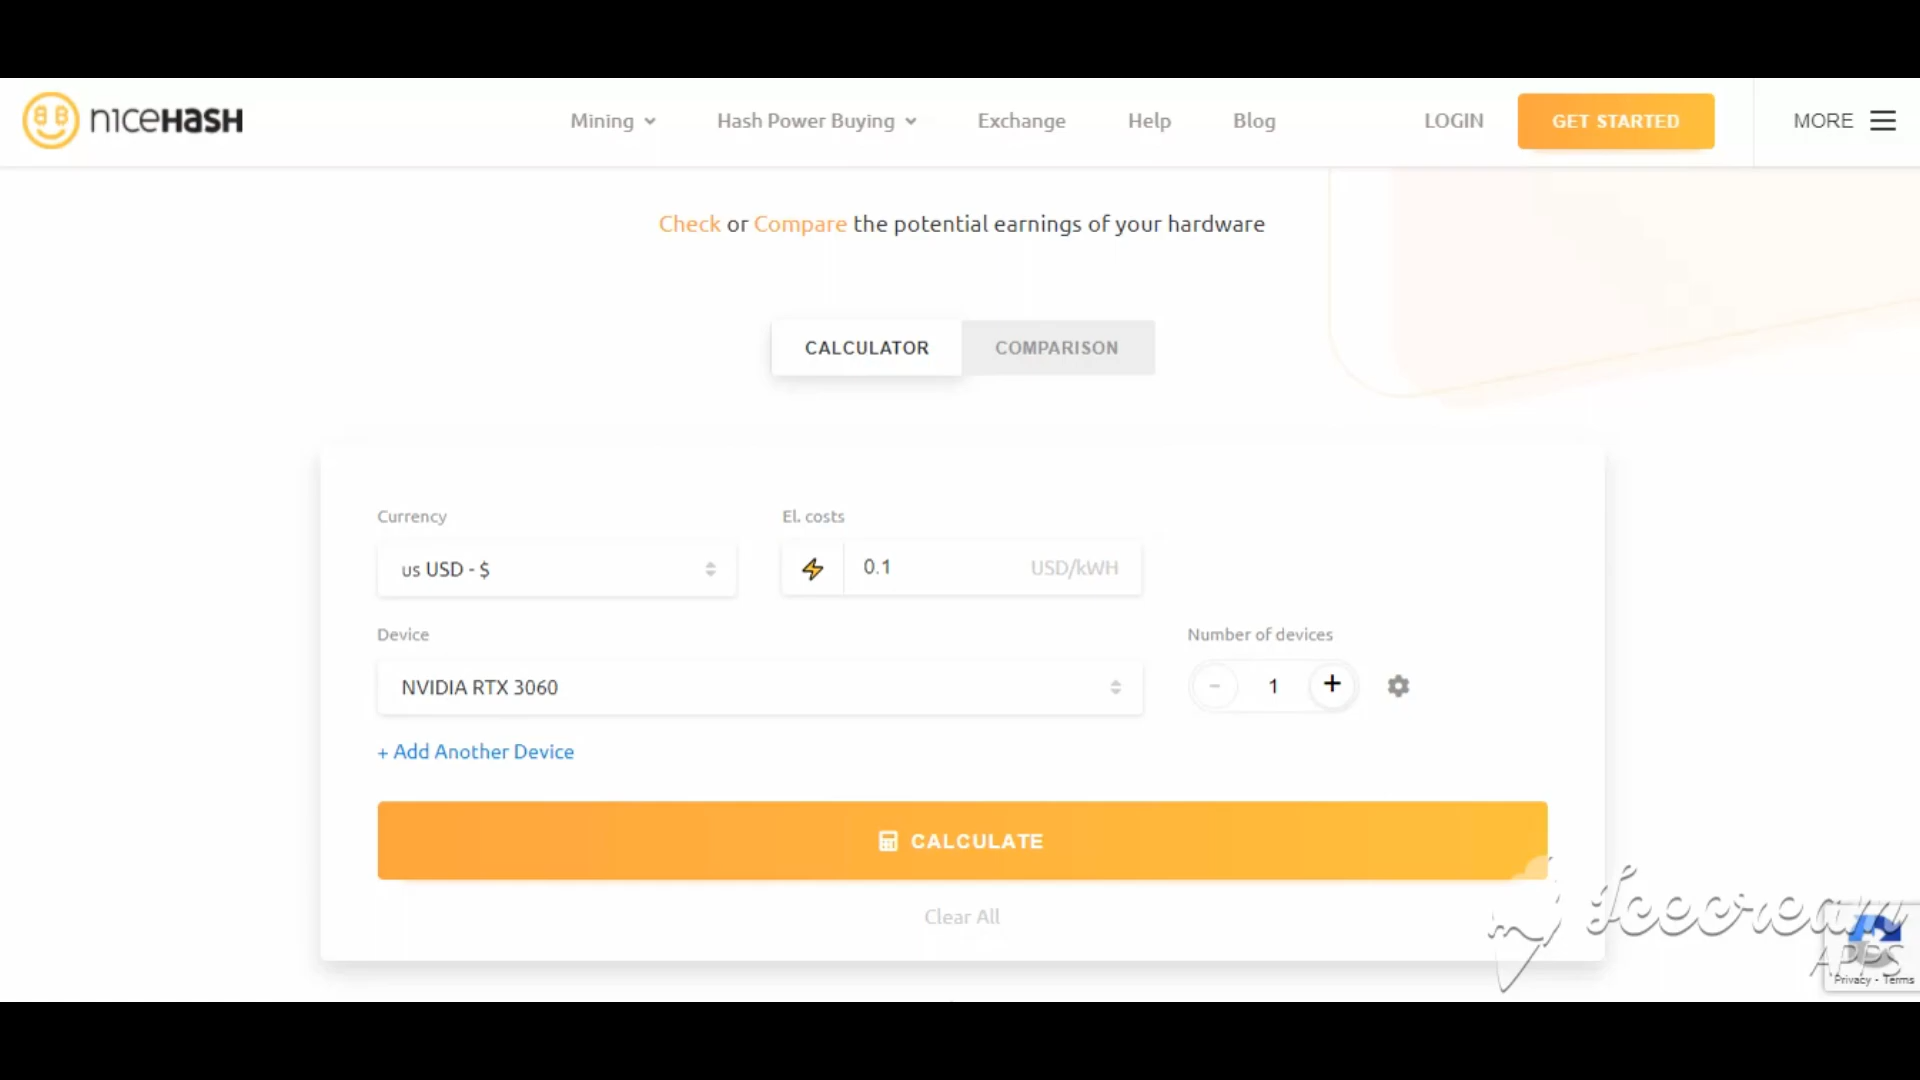 nıceHASH
Mining
Hash Power Buying
Exchange
Help
Blog
LOGIN
GET STARTED
MORE
Check or Compare the potential earnings of your hardware
CALCULATOR
COMPARISON
Currency
El. costs
us USD - $
0.1
USD/kWH
Device
Number of devices
NVIDIA RTX 3060
- 1 +
+ Add Another Device
CALCULATE
Clear All
Icecream
APPS
Privacy - Terms